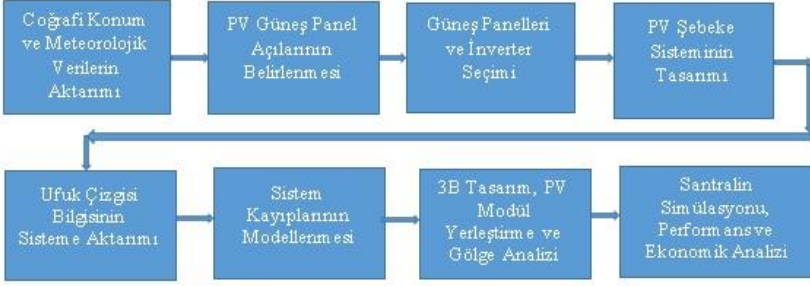 Coğrafi Konum
ve Meteorolojik
Verilerin
Aktarımı
PV Güneş Panel
Açılarının
Belirlenmesi
Güneş Panelleri
ve İnverter
Seçimi
PV Şebeke
Sisteminin
Tasarımı
Ufuk Çizgisi
Bilgisinin
Sisteme Aktarımı
Sistem
Kayıplarının
Modellenmesi
3B Tasarım, PV
Modül
Yerleştirme ve
Gölge Analizi
Santralin
Simülasyonu,
Performans ve
Ekonomik Analizi